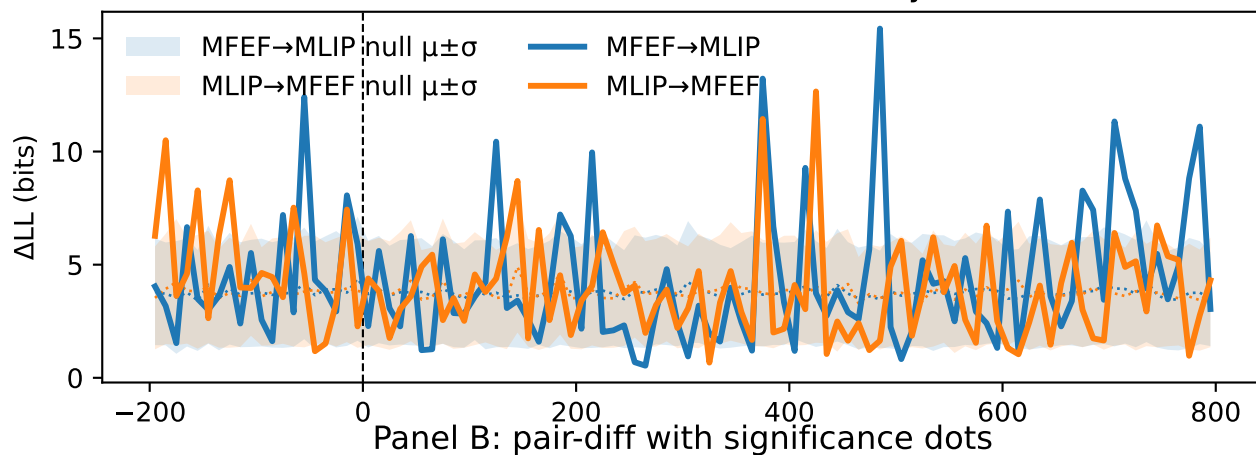 15
10
5
0
ΔLL (bits)
MFEF→MLIP null μ±σ
MLIP→MFEF null μ±σ
MFEF→MLIP
MLIP→MFEF
−200
0
200
400
600
800
Panel B: pair-diff with significance dots